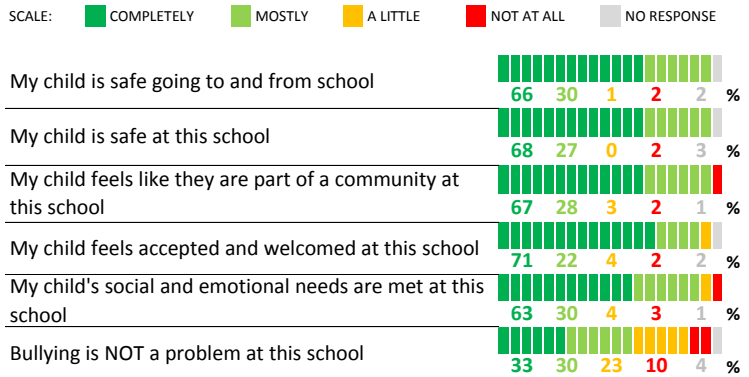 SCALE: COMPLETELY MOSTLY A LITTLE NOT AT ALL NO RESPONSE
My child is safe going to and from school
66 30 1 2 2 %
My child is safe at this school
68 27 0 2 3 %
My child feels like they are part of a community at
this school
67 28 3 2 1 %
My child feels accepted and welcomed at this school
71 22 4 2 2 %
My child's social and emotional needs are met at this
school
63 30 4 3 1 %
Bullying is NOT a problem at this school
33 30 23 10 4 %